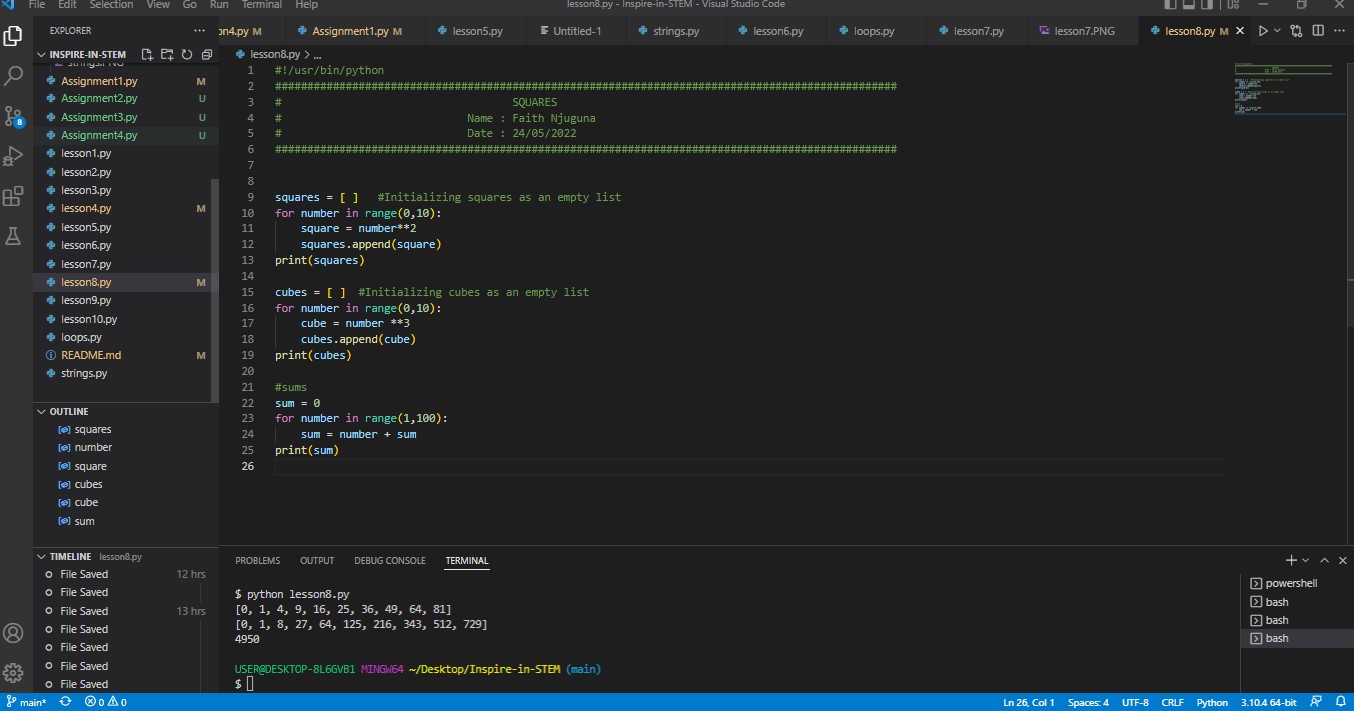 File Edit Selection View Go Run Terminal Help lesson8.py - Inspire-in-STEM - Visual Studio Code
EXPLORER
on4.py M Assignment1.py M lesson5.py Untitled-1 strings.py lesson6.py loops.py lesson7.py lesson7.PNG lesson8.py M
INSPIRE-IN-STEM
stringsPNG
Assignment1.py M
Assignment2.py U
Assignment3.py U
Assignment4.py U
lesson1.py
lesson2.py
lesson3.py
lesson4.py M
lesson5.py
lesson6.py
lesson7.py
lesson8.py M
lesson9.py
lesson10.py
loops.py
README.md M
strings.py
OUTLINE
squares
number
square
cubes
cube
sum
TIMELINE lesson8.py
File Saved 12 hrs
File Saved
File Saved 13 hrs
File Saved
File Saved
File Saved
File Saved
8
lesson8.py > ...
1 #!/usr/bin/python
2 #################################################################################################
3 # SQUARES
4 # Name : Faith Njuguna
5 # Date : 24/05/2022
6 #################################################################################################
7
8
9 squares = [ ] #Initializing squares as an empty list
10 for number in range(0,10):
11 square = number**2
12 squares.append(square)
13 print(squares)
14
15 cubes = [ ] #Initializing cubes as an empty list
16 for number in range(0,10):
17 cube = number **3
18 cubes.append(cube)
19 print(cubes)
20
21 #sums
22 sum = 0
23 for number in range(1,100):
24 sum = number + sum
25 print(sum)
26
PROBLEMS OUTPUT DEBUG CONSOLE TERMINAL
$ python lesson8.py
[0, 1, 4, 9, 16, 25, 36, 49, 64, 81]
[0, 1, 8, 27, 64, 125, 216, 343, 512, 729]
4950
USER@DESKTOP-8L6GVB1 MINGW64 ~/Desktop/Inspire-in-STEM (main)
$
powershell
bash
bash
bash
main* 0 0 Ln 26, Col 1 Spaces: 4 UTF-8 CRLF Python 3.10.4 64-bit